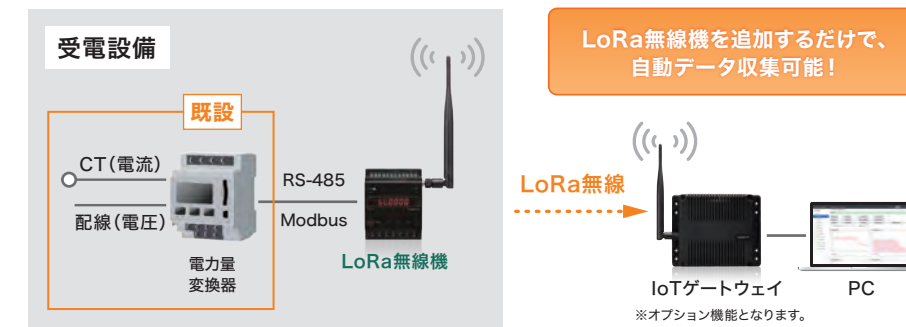 受電設備
LoRa無線機を追加するだけで、
自動データ収集可能！
既設
CT（電流）
配線（電圧）
RS-485
Modbus
電力量
変換器
LoRa無線機
LoRa無線
IoTゲートウェイ
PC
※オプション機能となります。